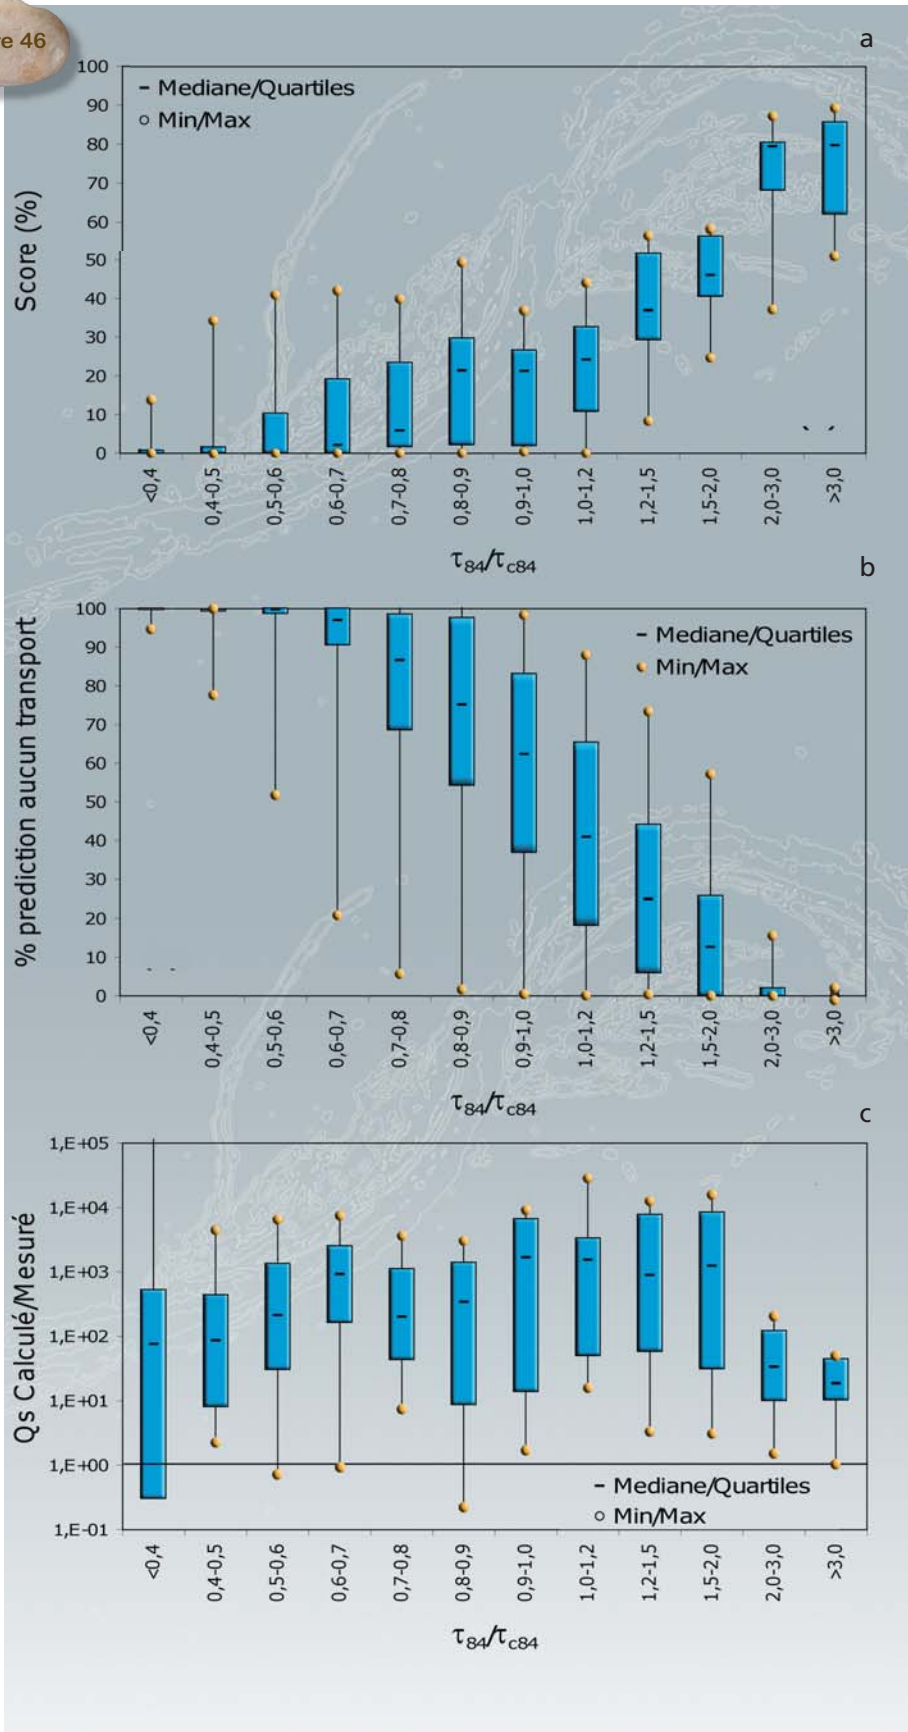 re 46
a
Score (%)
100
90
80
70
60
50
40
30
20
10
0
- Mediane/Quartiles
○ Min/Max
<0,4
0,4-0,5
0,5-0,6
0,6-0,7
0,7-0,8
0,8-0,9
0,9-1,0
1,0-1,2
1,2-1,5
1,5-2,0
2,0-3,0
>3,0
τ84/τc84
b
% prediction aucun transport
100
90
80
70
60
50
40
30
20
10
0
- Mediane/Quartiles
Min/Max
<0,4
0,4-0,5
0,5-0,6
0,6-0,7
0,7-0,8
0,8-0,9
0,9-1,0
1,0-1,2
1,2-1,5
1,5-2,0
2,0-3,0
>3,0
τ84/τc84
c
Qs Calculé/Mesuré
1,E+05
1,E+04
1,E+03
1,E+02
1,E+01
1,E+00
1,E-01
- Mediane/Quartiles
○ Min/Max
<0,4
0,4-0,5
0,5-0,6
0,6-0,7
0,7-0,8
0,8-0,9
0,9-1,0
1,0-1,2
1,2-1,5
1,5-2,0
2,0-3,0
>3,0
τ84/τc84